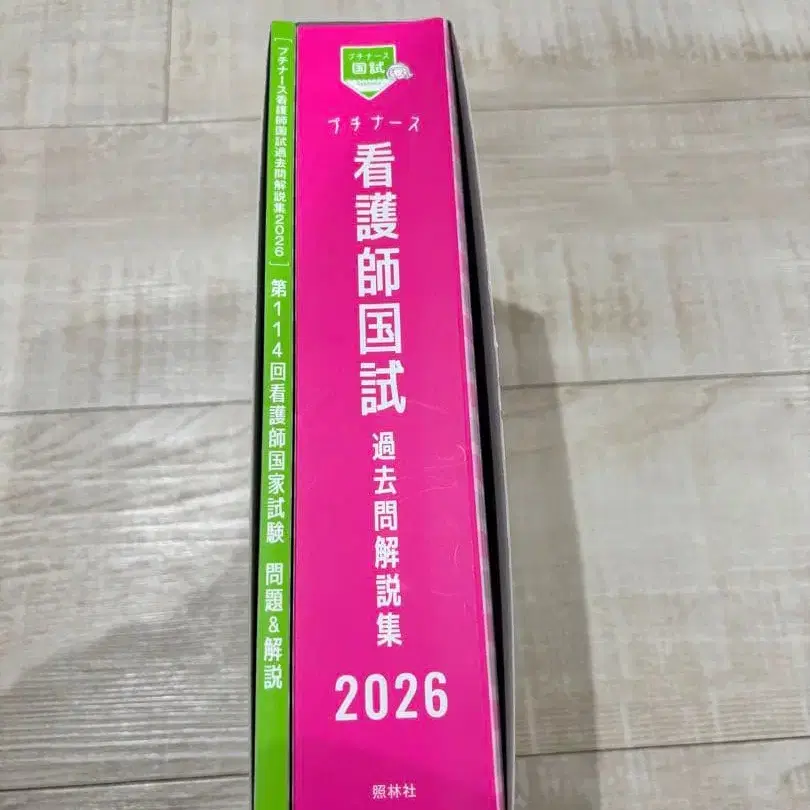 [プチナース看護師国試過去問解説集2026] 第114回看護師国家試験 問題&解説
プチナース
国試
プチナース
看護師国試
過去問解説集
2026
照林社